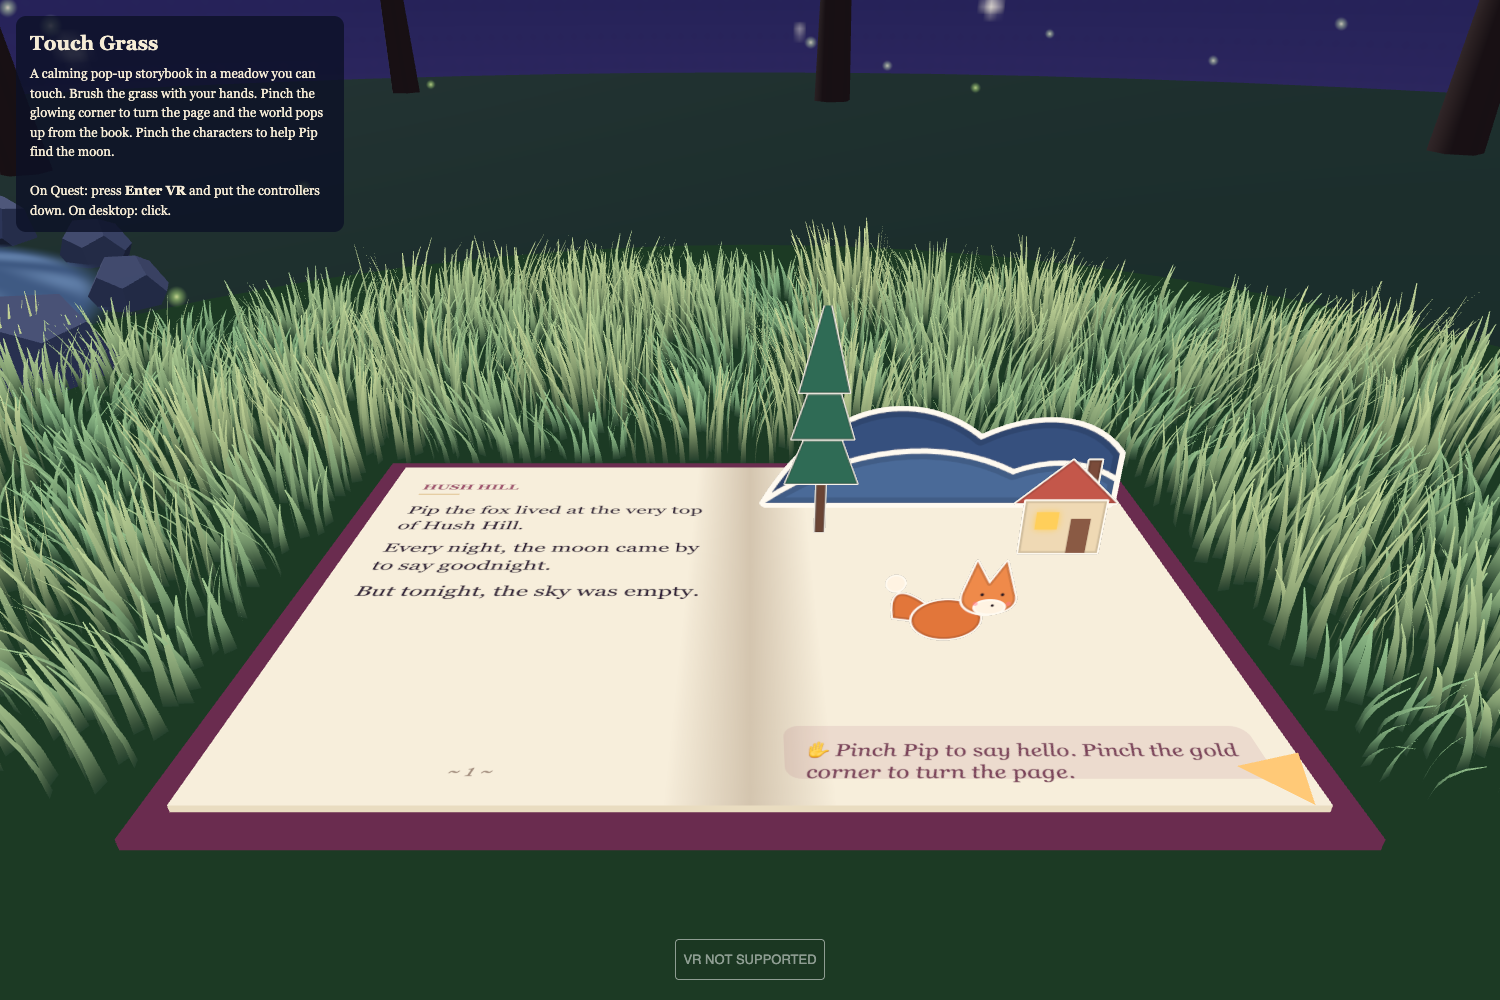 Touch Grass
A calming pop-up storybook in a meadow you can
touch. Brush the grass with your hands. Pinch the
glowing corner to turn the page and the world pops
up from the book. Pinch the characters to help Pip
find the moon.
On Quest: press Enter VR and put the controllers
down. On desktop: click.
HUSH HILL
Pip the fox lived at the very top
of Hush Hill.
Every night, the moon came by
to say goodnight.
But tonight, the sky was empty.
~ 1 ~
🖐 Pinch Pip to say hello. Pinch the gold
corner to turn the page.
VR NOT SUPPORTED